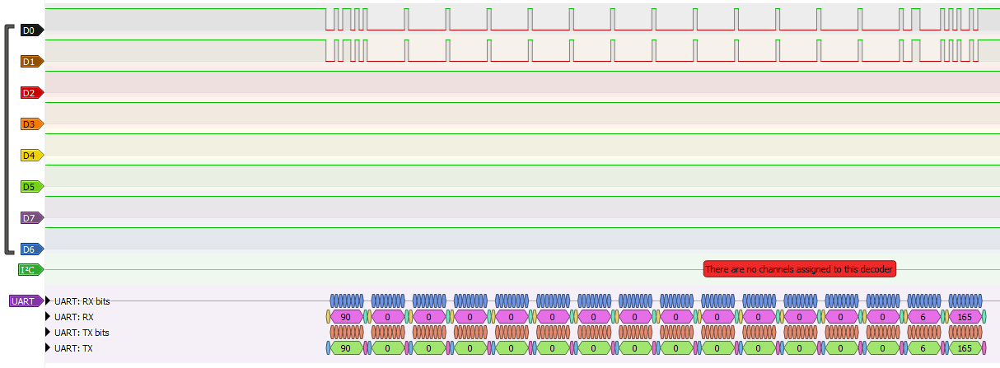 D0
D1
D2
D3
D4
D5
D7
D6
I²C There are no channels assigned to this decoder
UART UART: RX bits
UART: RX 90 0 0 0 0 0 0 0 0 0 0 0 0 0 6 165
UART: TX bits
UART: TX 90 0 0 0 0 0 0 0 0 0 0 0 0 0 6 165